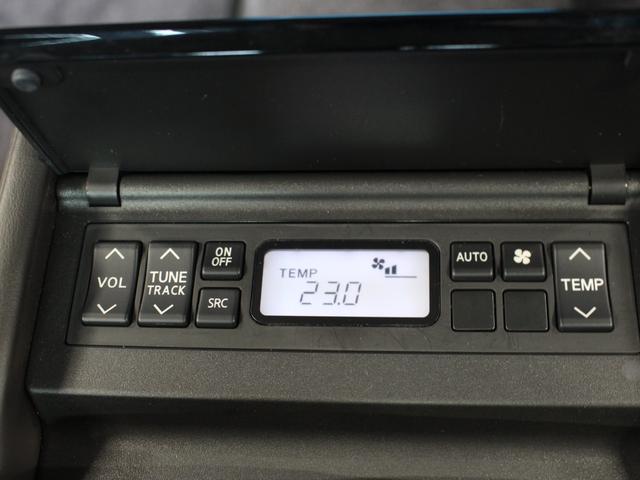 VOL
TUNE
TRACK
ON
OFF
SRC
TEMP
23.0
AUTO
TEMP